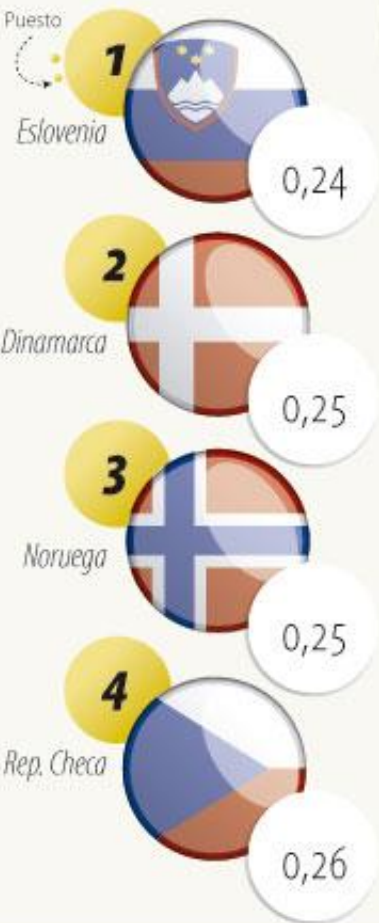 Puesto
1
Eslovenia
0,24
2
Dinamarca
0,25
3
Noruega
0,25
4
Rep. Checa
0,26